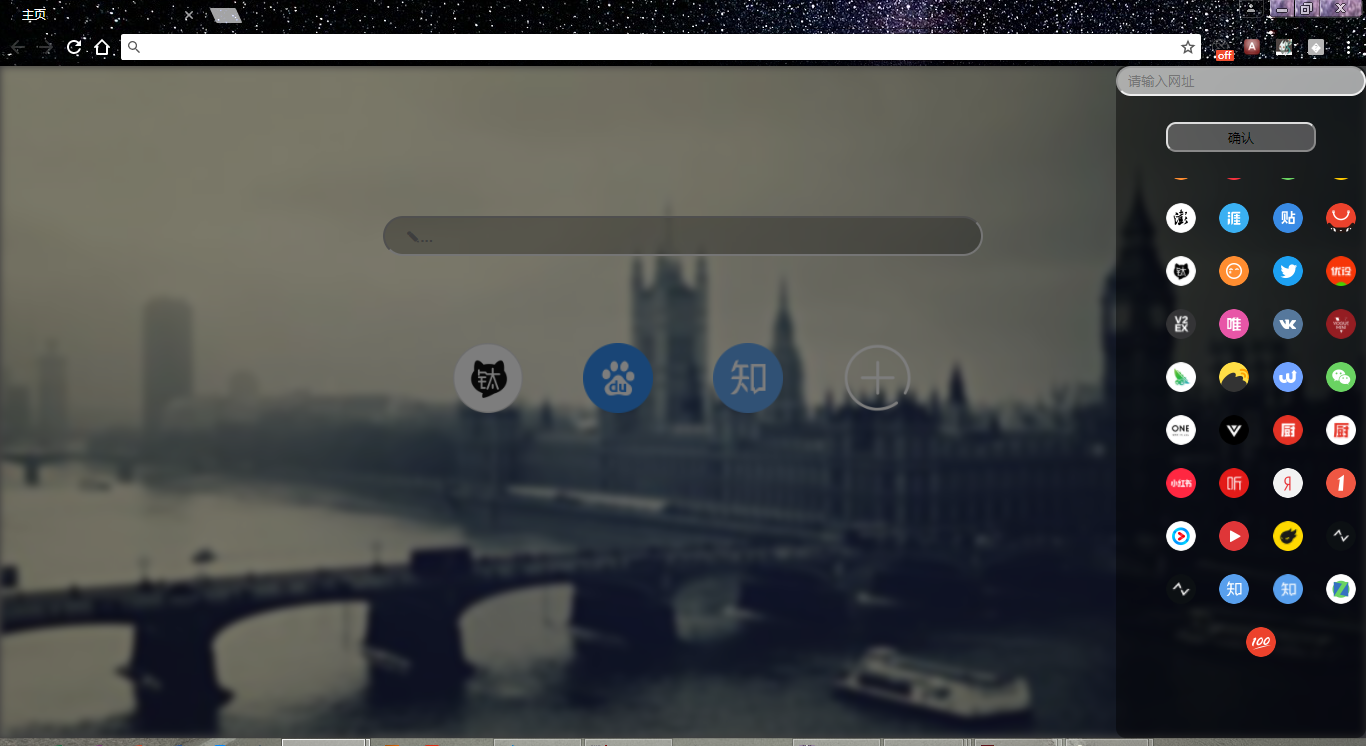 主页
off
A
请输入网址
确认
...
澎 涯 贴
钛 优设
V2EX 唯
钛 du 知
ONE 厨 厨
小红书 听 Я 1
知 知
100